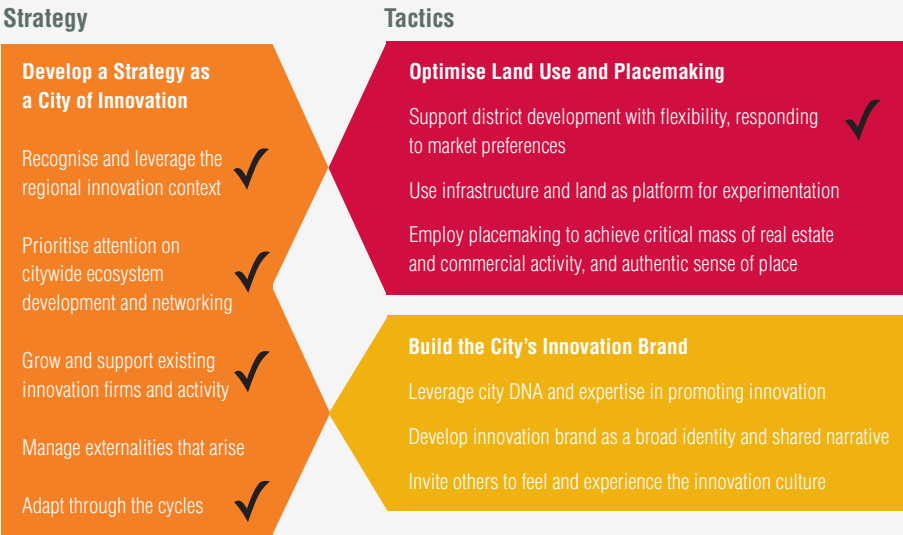 Strategy
Develop a Strategy as
a City of Innovation
Recognise and leverage the
regional innovation context
Prioritise attention on
citywide ecosystem
development and networking
Grow and support existing
innovation firms and activity
Manage externalities that arise
Adapt through the cycles
Tactics
Optimise Land Use and Placemaking
Support district development with flexibility, responding
to market preferences
Use infrastructure and land as platform for experimentation
Employ placemaking to achieve critical mass of real estate
and commercial activity, and authentic sense of place
Build the City's Innovation Brand
Leverage city DNA and expertise in promoting innovation
Develop innovation brand as a broad identity and shared narrative
Invite others to feel and experience the innovation culture